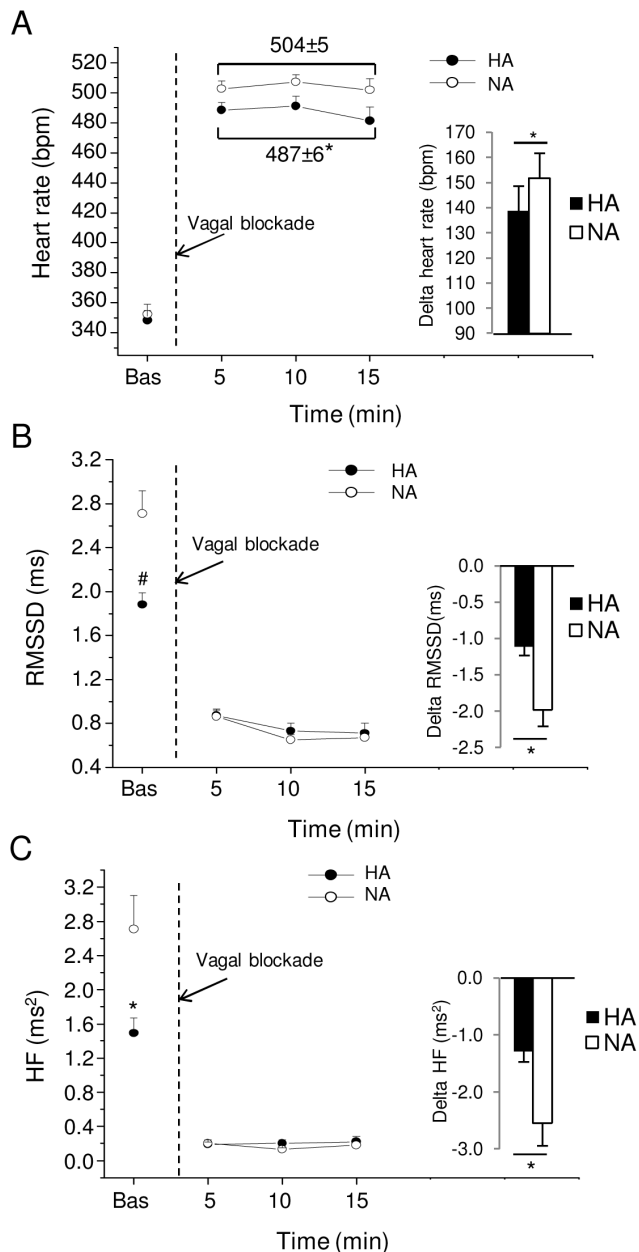 A
Heart rate (bpm)
520
500
480
460
440
420
400
380
360
340
504±5
487±6*
Vagal blockade
HA
NA
Delta heart rate (bpm)
170
160
150
140
130
120
110
100
90
*
HA
NA
Bas 5 10 15
Time (min)
B
RMSSD (ms)
3.2
2.8
2.4
2.0
1.6
1.2
0.8
0.4
#
Vagal blockade
HA
NA
Delta RMSSD(ms)
0.0
-0.5
-1.0
-1.5
-2.0
-2.5
*
HA
NA
Bas 5 10 15
Time (min)
C
HF (ms²)
3.2
2.8
2.4
2.0
1.6
1.2
0.8
0.4
0.0
*
Vagal blockade
HA
NA
Delta HF (ms²)
0.0
-1.0
-2.0
-3.0
*
HA
NA
Bas 5 10 15
Time (min)